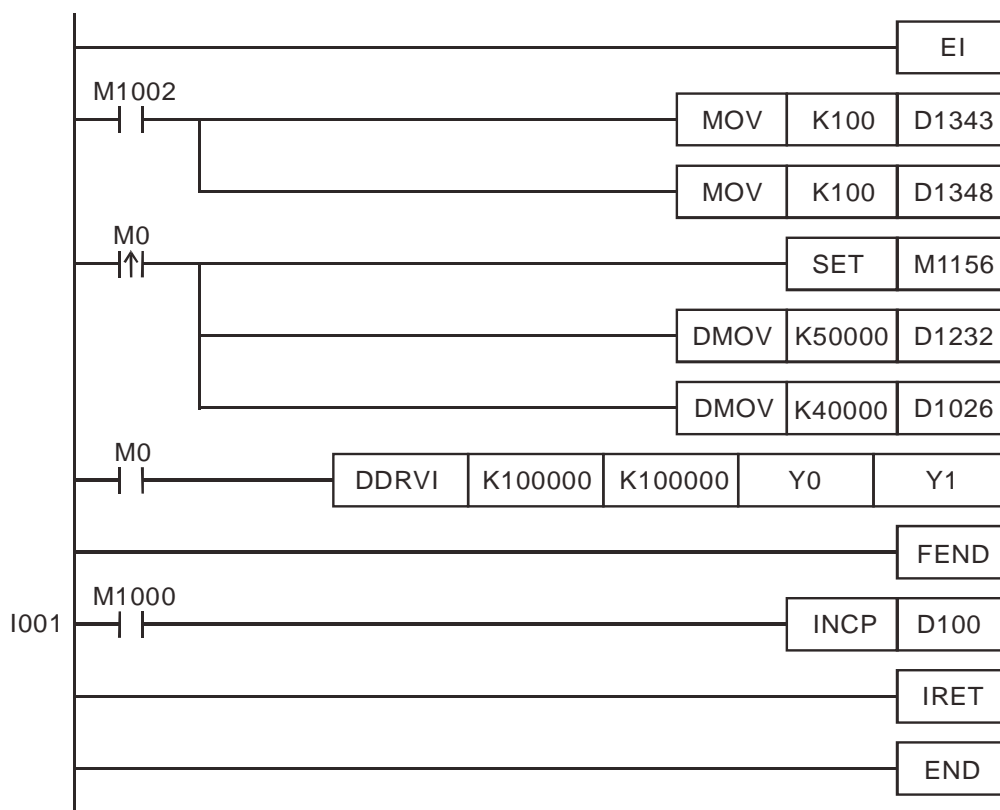 EI
M1002
MOV K100 D1343
MOV K100 D1348
M0
SET M1156
DMOV K50000 D1232
DMOV K40000 D1026
M0
DDRVI K100000 K100000 Y0 Y1
FEND
M1000
I001 INCP D100
IRET
END